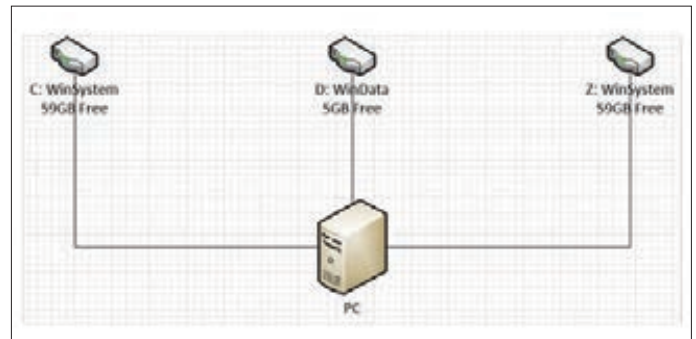 C: WinSystem
59GB Free
D: WinData
5GB Free
Z: WinSystem
59GB Free
PC